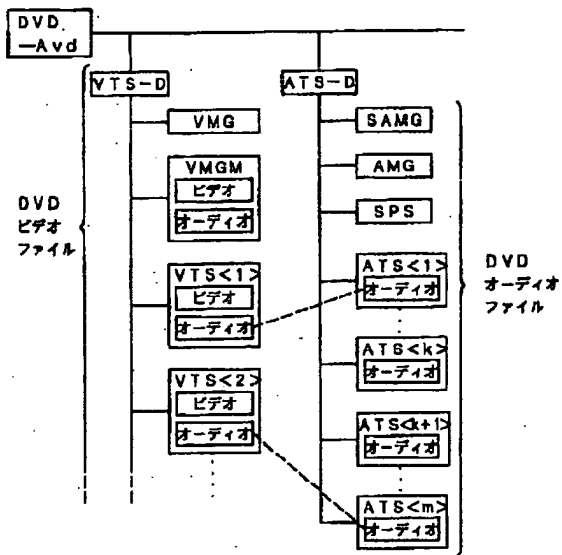 DVD
—Avd
VTS-D
VMG
VMGM
ビデオ
オーディオ
VTS<1>
ビデオ
オーディオ
VTS<2>
ビデオ
オーディオ
DVD
ビデオ
ファイル
ATS-D
SAMG
AMG
SPS
ATS<1>
オーディオ
ATS<k>
オーディオ
ATS<k+1>
オーディオ
ATS<m>
オーディオ
DVD
オーディオ
ファイル